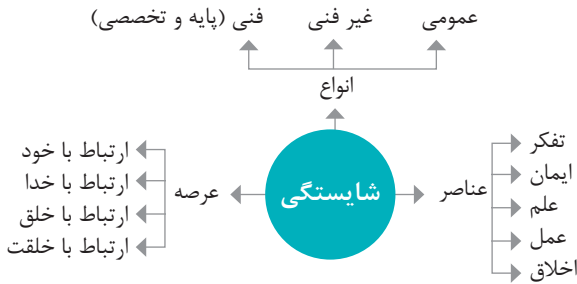 عمومی
غیر فنی
فنی (پایه و تخصصی)
انواع
شایستگی
عناصر
تفکر
ایمان
علم
عمل
اخلاق
عرصه
ارتباط با خود
ارتباط با خدا
ارتباط با خلق
ارتباط با خلقت